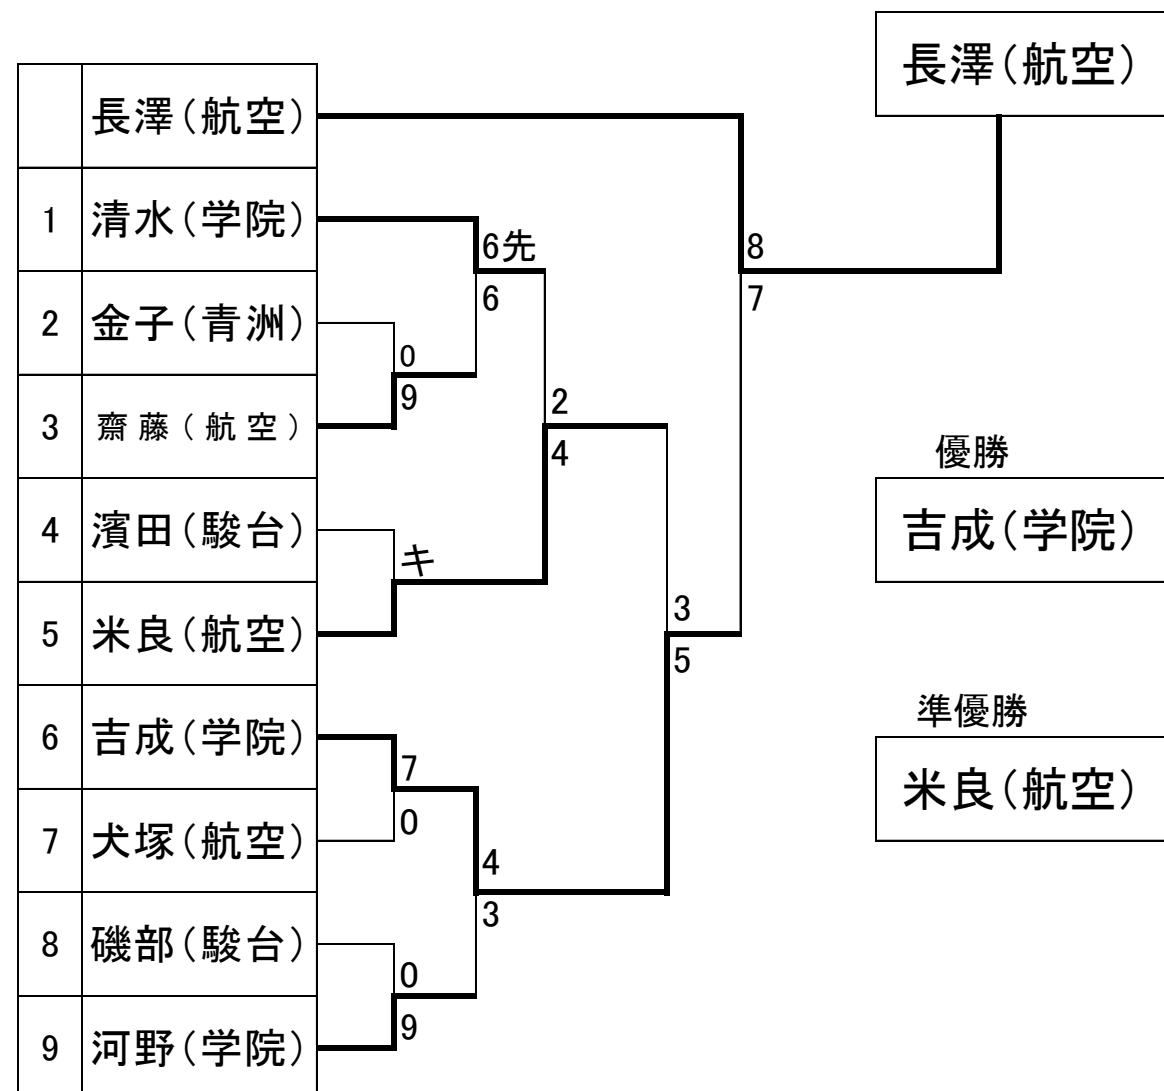 長澤(航空)
長澤(航空)
1 清水(学院)
6先
8
6
7
2 金子(青洲)
0
9
3 齋藤(航空)
2
4
優勝
吉成(学院)
4 濱田(駿台)
キ
5 米良(航空)
3
5
6 吉成(学院)
準優勝
米良(航空)
7
0
7 犬塚(航空)
4
3
8 磯部(駿台)
0
9
9 河野(学院)